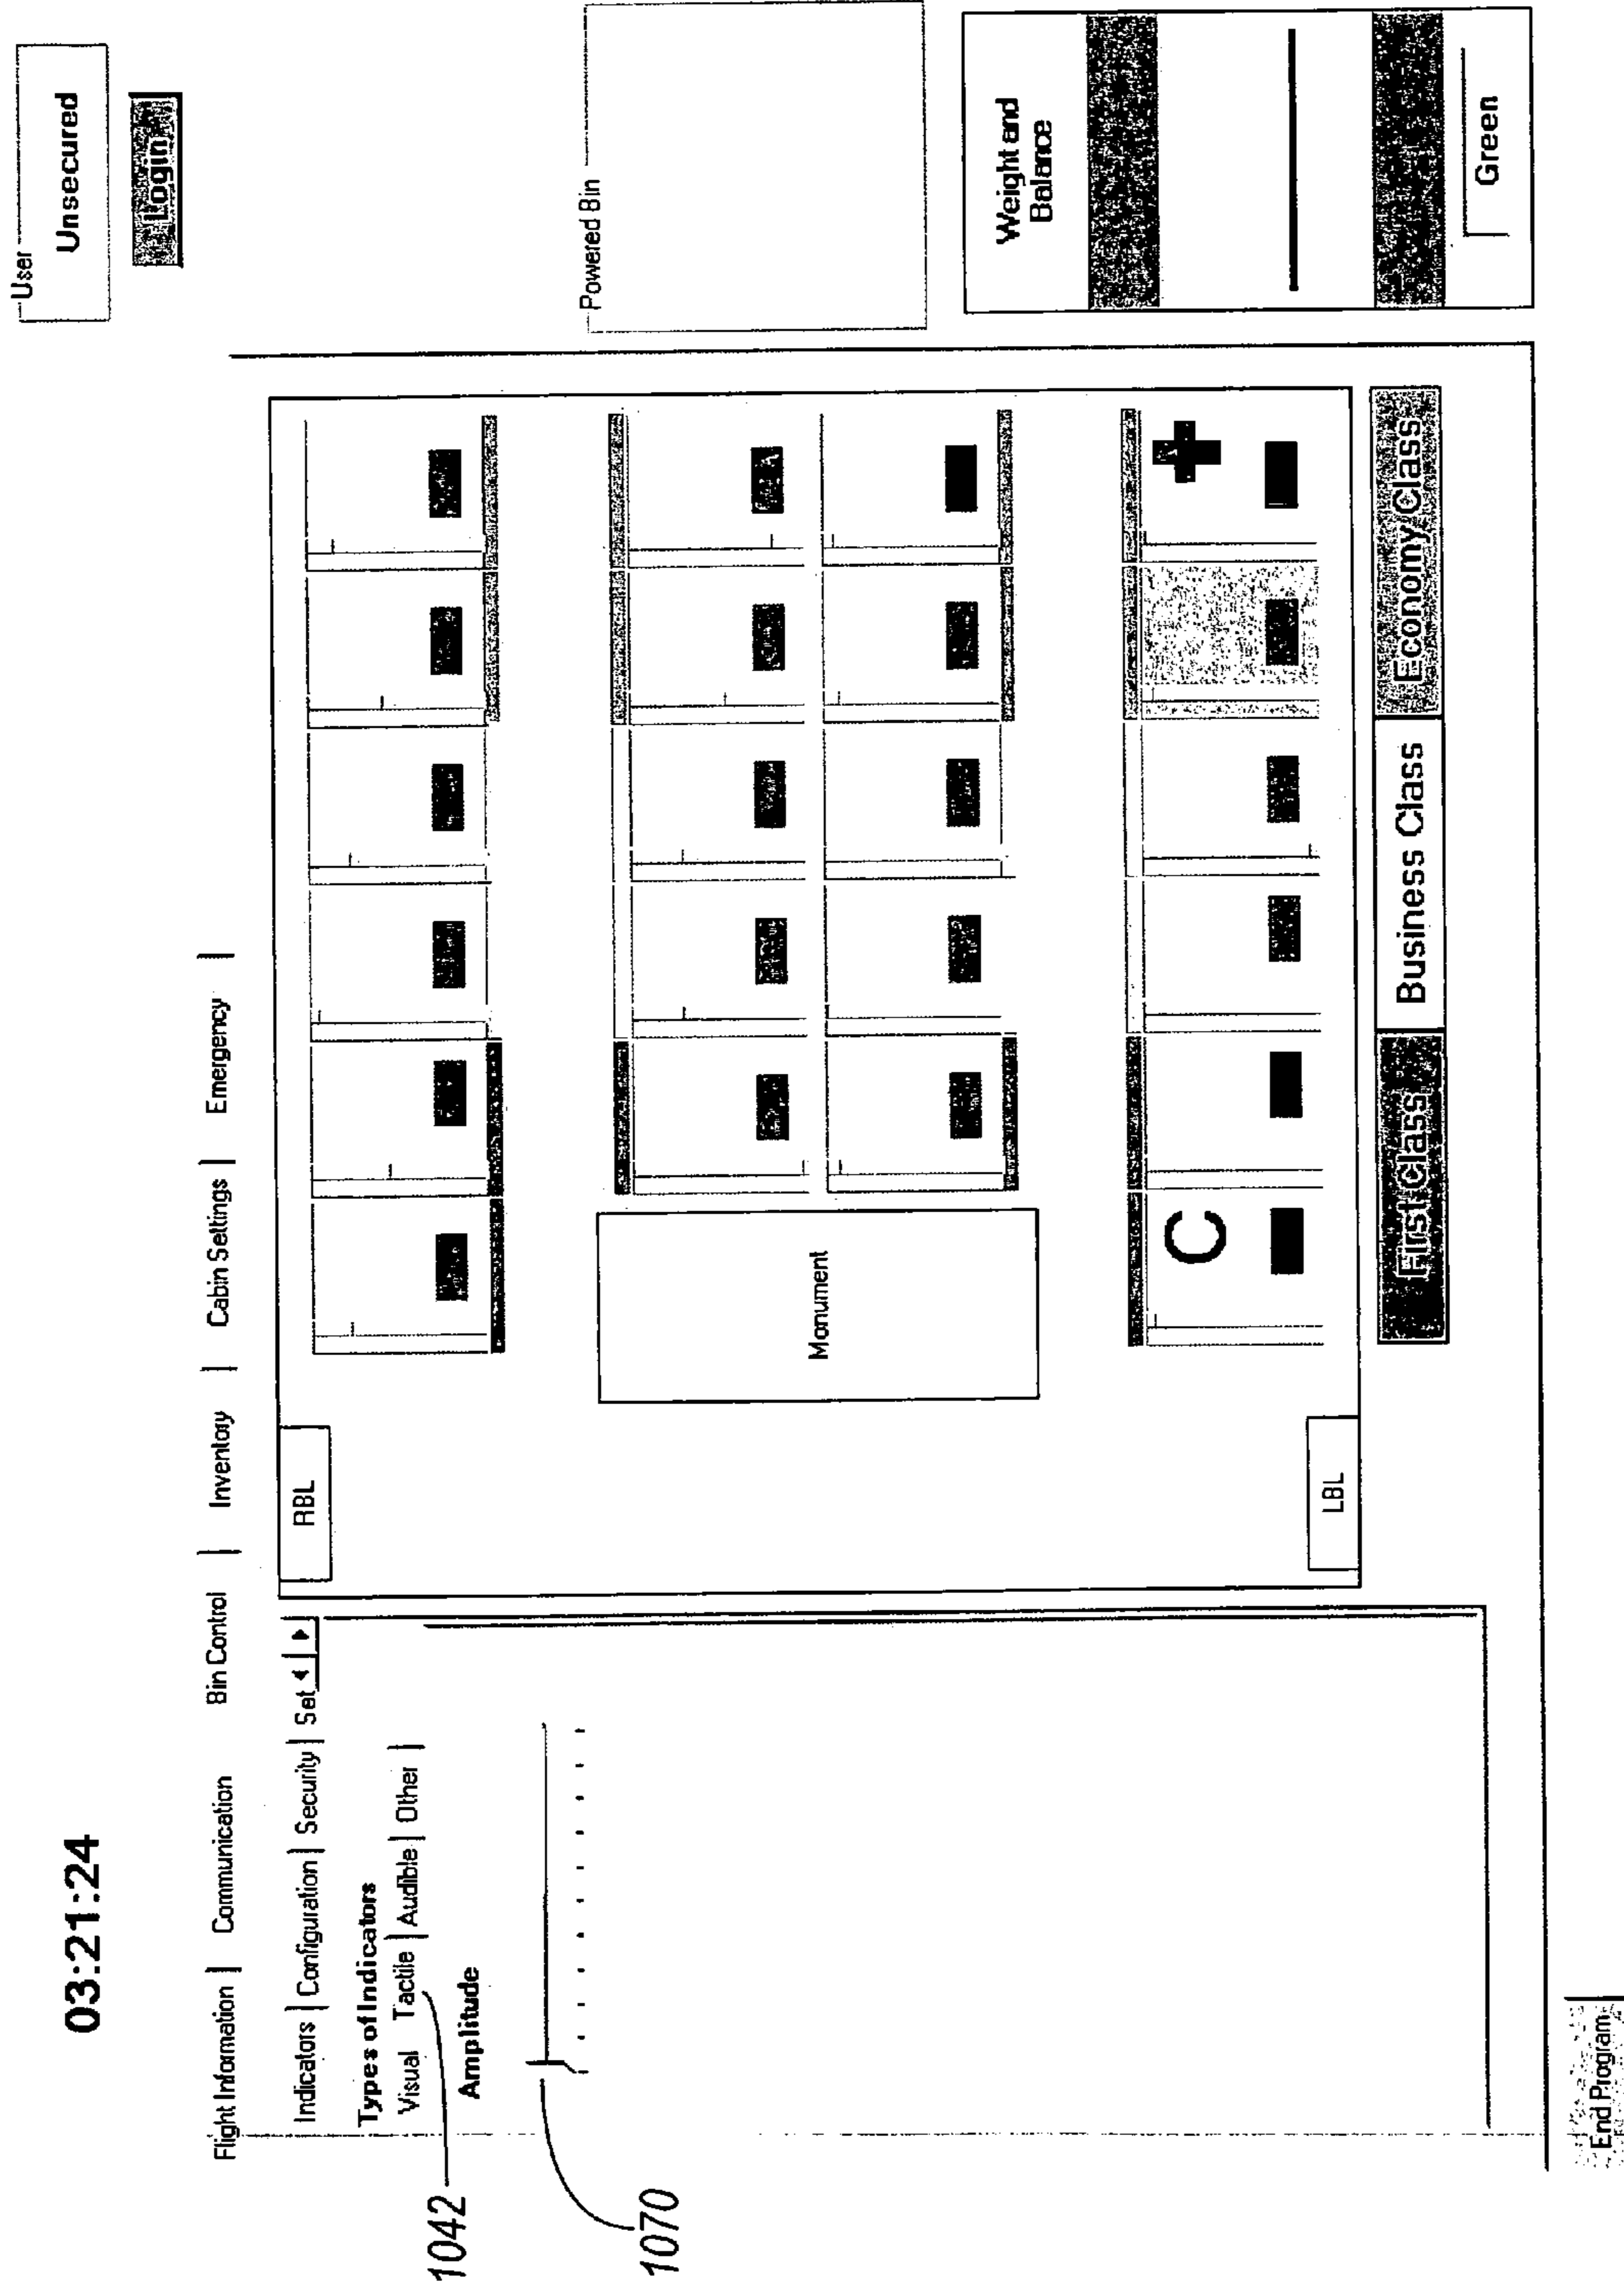 03:21:24
User
Unsecured
Login
Flight Information | Communication Bin Control | Inventory | Cabin Settings | Emergency |
Indicators | Configuration | Security | Set
Types of Indicators
Visual Tactile | Audible | Other |
Amplitude
1042
1070
RBL
Monument
C
LBL
First Class
Business Class
Economy Class
Powered Bin
Weight and
Balance
Green
End Program